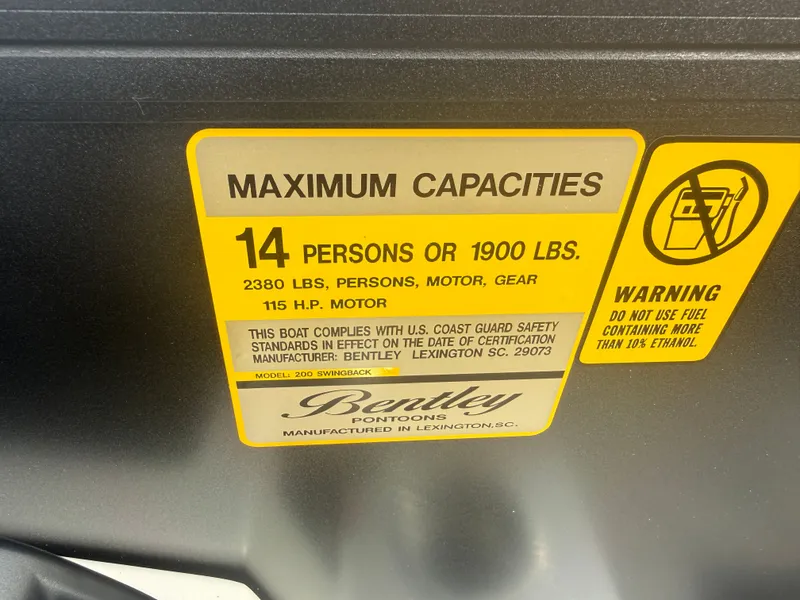 MAXIMUM CAPACITIES
14 PERSONS OR 1900 LBS.
2380 LBS, PERSONS, MOTOR, GEAR
115 H.P. MOTOR
THIS BOAT COMPLIES WITH U.S. COAST GUARD SAFETY
STANDARDS IN EFFECT ON THE DATE OF CERTIFICATION
MANUFACTURER: BENTLEY LEXINGTON SC. 29073
MODEL: 200 SWINGBACK
Bentley
PONTOONS
MANUFACTURED IN LEXINGTON,SC.
WARNING
DO NOT USE FUEL
CONTAINING MORE
THAN 10% ETHANOL.